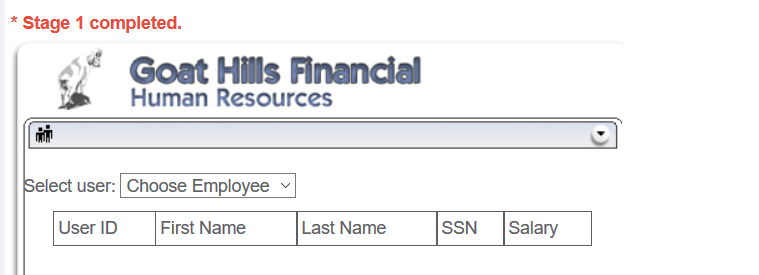 * Stage 1 completed.
Goat Hills Financial
Human Resources
Select user: Choose Employee
User ID First Name Last Name SSN Salary